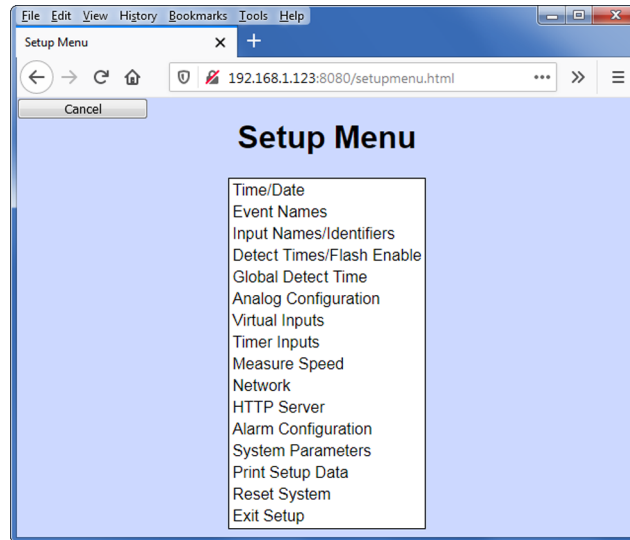 File Edit View History Bookmarks Tools Help
Setup Menu
192.168.1.123:8080/setupmenu.html
Cancel
Setup Menu
Time/Date
Event Names
Input Names/Identifiers
Detect Times/Flash Enable
Global Detect Time
Analog Configuration
Virtual Inputs
Timer Inputs
Measure Speed
Network
HTTP Server
Alarm Configuration
System Parameters
Print Setup Data
Reset System
Exit Setup